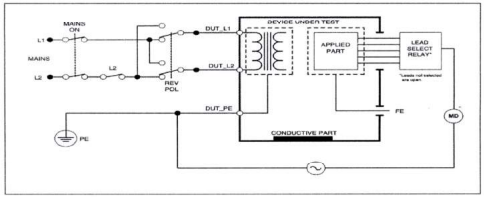 MAINS
ON
DEVICE UNDER TEST
L1
DUT_L1
MAINS
L2
APPLIED
PART
LEAD
SELECT
RELAY*
L2
DUT_L2
REV
POL
*Leads not selected
are open.
DUT_PE
FE
MD
PE
CONDUCTIVE PART